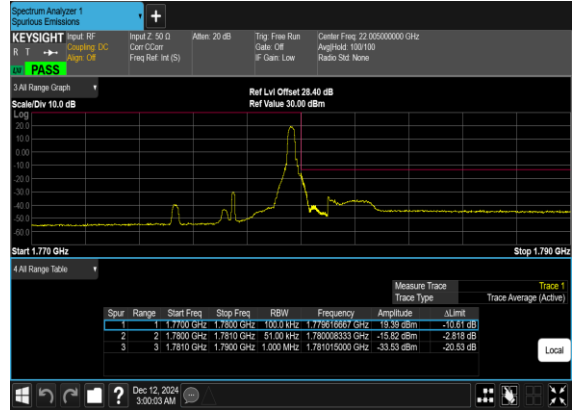 Spectrum Analyzer 1
Spurious Emissions
KEYSIGHT Input: RF Input Z: 50 Ω Atten: 20 dB Trig: Free Run Center Freq: 22.005000000 GHz
R T Coupling: DC Corr CCorr Gate: Off Avg|Hold: 100/100
Align: Off Freq Ref: Int (S) IF Gain: Low Radio Std: None
PASS
3 All Range Graph
Ref Lvl Offset 28.40 dB
Scale/Div 10.0 dB Ref Value 30.00 dBm
Log
20.0
10.0
0.00
-10.0
-20.0
-30.0
-40.0
-50.0
-60.0
Start 1.770 GHz Stop 1.790 GHz
4 All Range Table
Measure Trace Trace 1
Trace Type Trace Average (Active)
Spur Range Start Freq Stop Freq RBW Frequency Amplitude ΔLimit
1 1 1.7700 GHz 1.7800 GHz 100.0 kHz 1.779616667 GHz 19.39 dBm -10.61 dB
2 2 1.7800 GHz 1.7810 GHz 51.00 kHz 1.780008333 GHz -15.82 dBm -2.818 dB
3 3 1.7810 GHz 1.7900 GHz 1.000 MHz 1.781015000 GHz -33.53 dBm -20.53 dB
Local
? Dec 12, 2024
3:00:03 AM